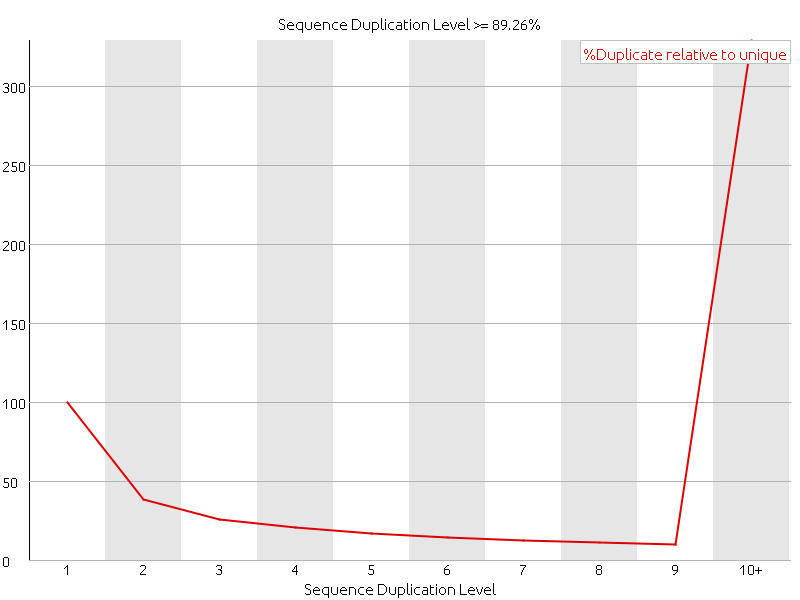 Sequence Duplication Level >= 89.26%
%Duplicate relative to unique
300
250
200
150
100
50
0
1 2 3 4 5 6 7 8 9 10+
Sequence Duplication Level